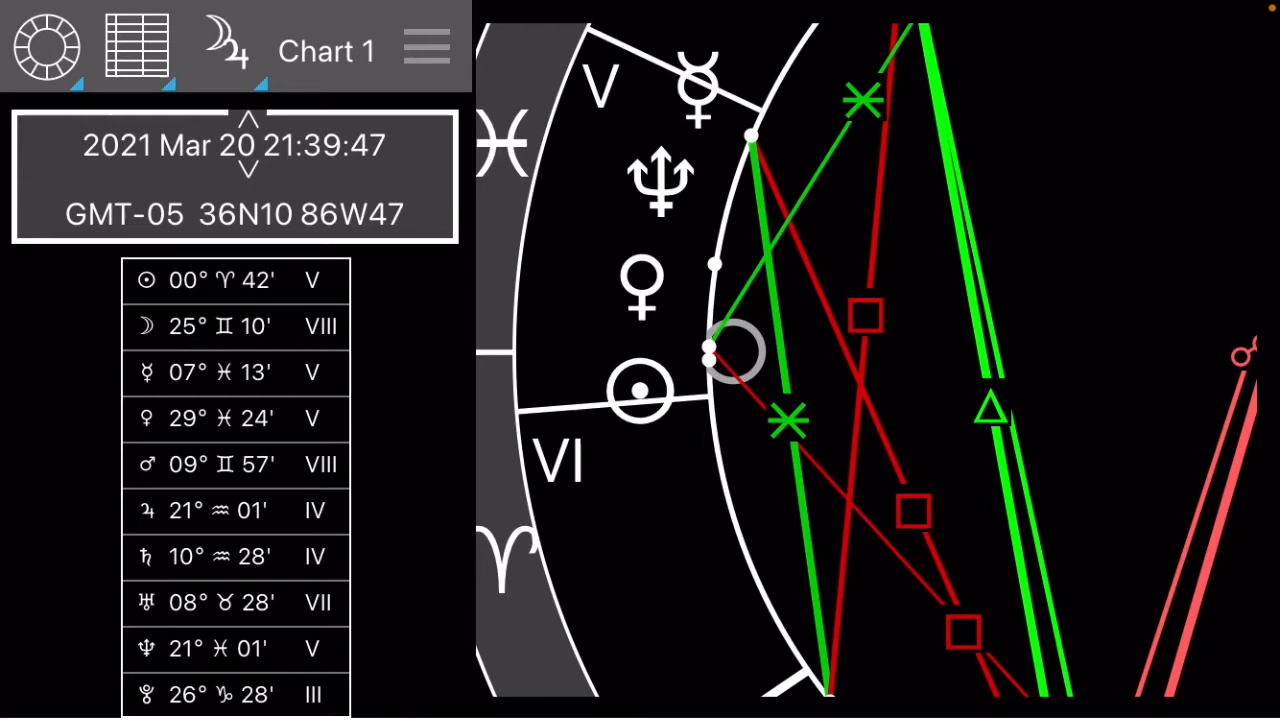 Chart 1
2021 Mar 20 21:39:47
GMT-05 36N10 86W47
☉ 00° ♈ 42' V
☽ 25° ♊ 10' VIII
☿ 07° ♓ 13' V
♀ 29° ♓ 24' V
♂ 09° ♊ 57' VIII
♃ 21° ♒ 01' IV
♄ 10° ♒ 28' IV
♅ 08° ♉ 28' VII
♆ 21° ♓ 01' V
♇ 26° ♑ 28' III
V
VI